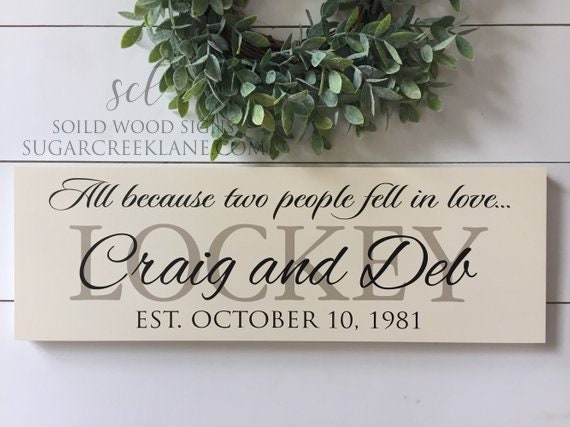 scl
SOILD WOOD SIGNS
SUGARCREEKLANE.COM
All because two people fell in love...
LOCKEY
Craig and Deb
EST. OCTOBER 10, 1981